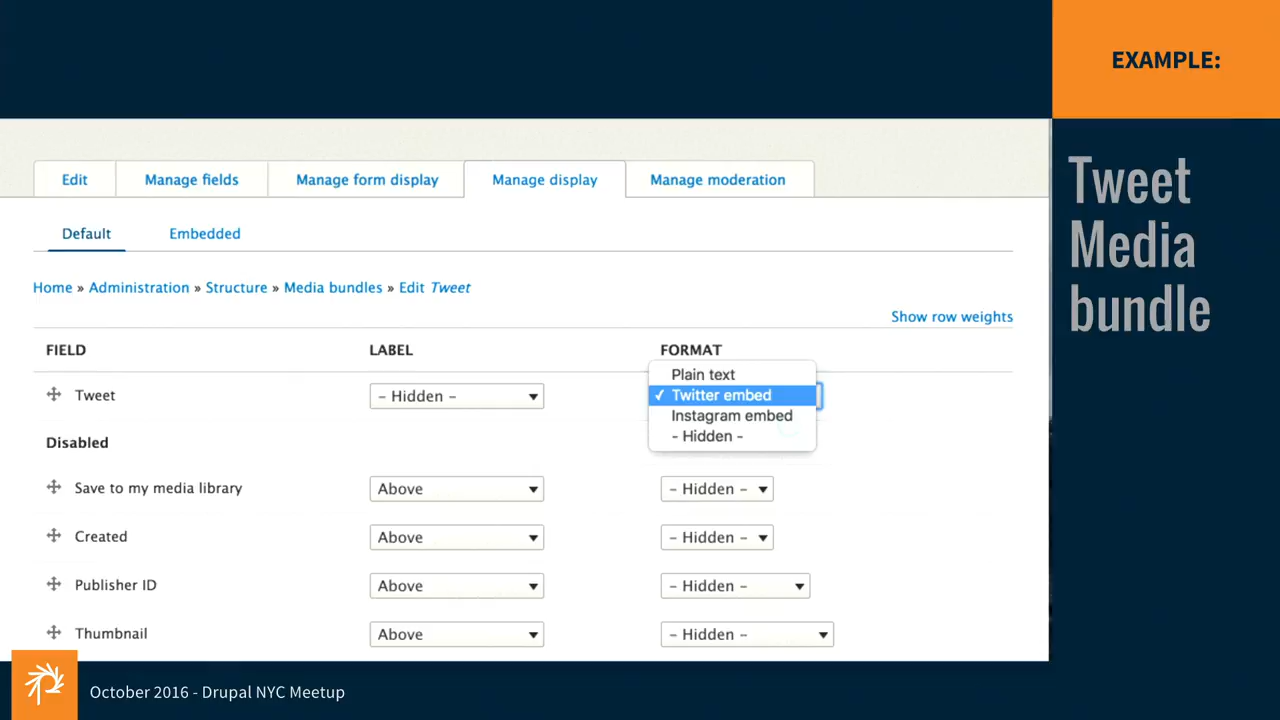 EXAMPLE:
Tweet
Media
bundle
Edit Manage fields Manage form display Manage display Manage moderation
Default Embedded
Home » Administration » Structure » Media bundles » Edit Tweet
Show row weights
FIELD LABEL FORMAT
Plain text
Tweet - Hidden - ✓ Twitter embed
Instagram embed
- Hidden -
Disabled
Save to my media library Above - Hidden -
Created Above - Hidden -
Publisher ID Above - Hidden -
Thumbnail Above - Hidden -
October 2016 - Drupal NYC Meetup